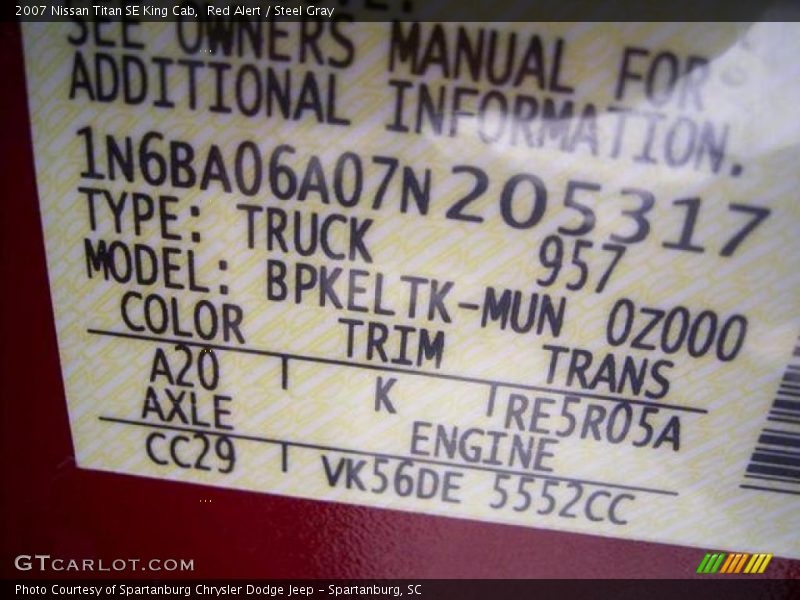 2007 Nissan Titan SE King Cab, Red Alert / Steel Gray
SEE OWNERS MANUAL FOR
ADDITIONAL INFORMATION.
1N6BA06A07N205317
TYPE: TRUCK 957
MODEL: BPKELTK-MUN 0Z000
COLOR TRIM TRANS
A20 K RE5R05A
AXLE ENGINE
CC29 VK56DE 5552CC
GTCARLOT.COM
Photo Courtesy of Spartanburg Chrysler Dodge Jeep - Spartanburg, SC